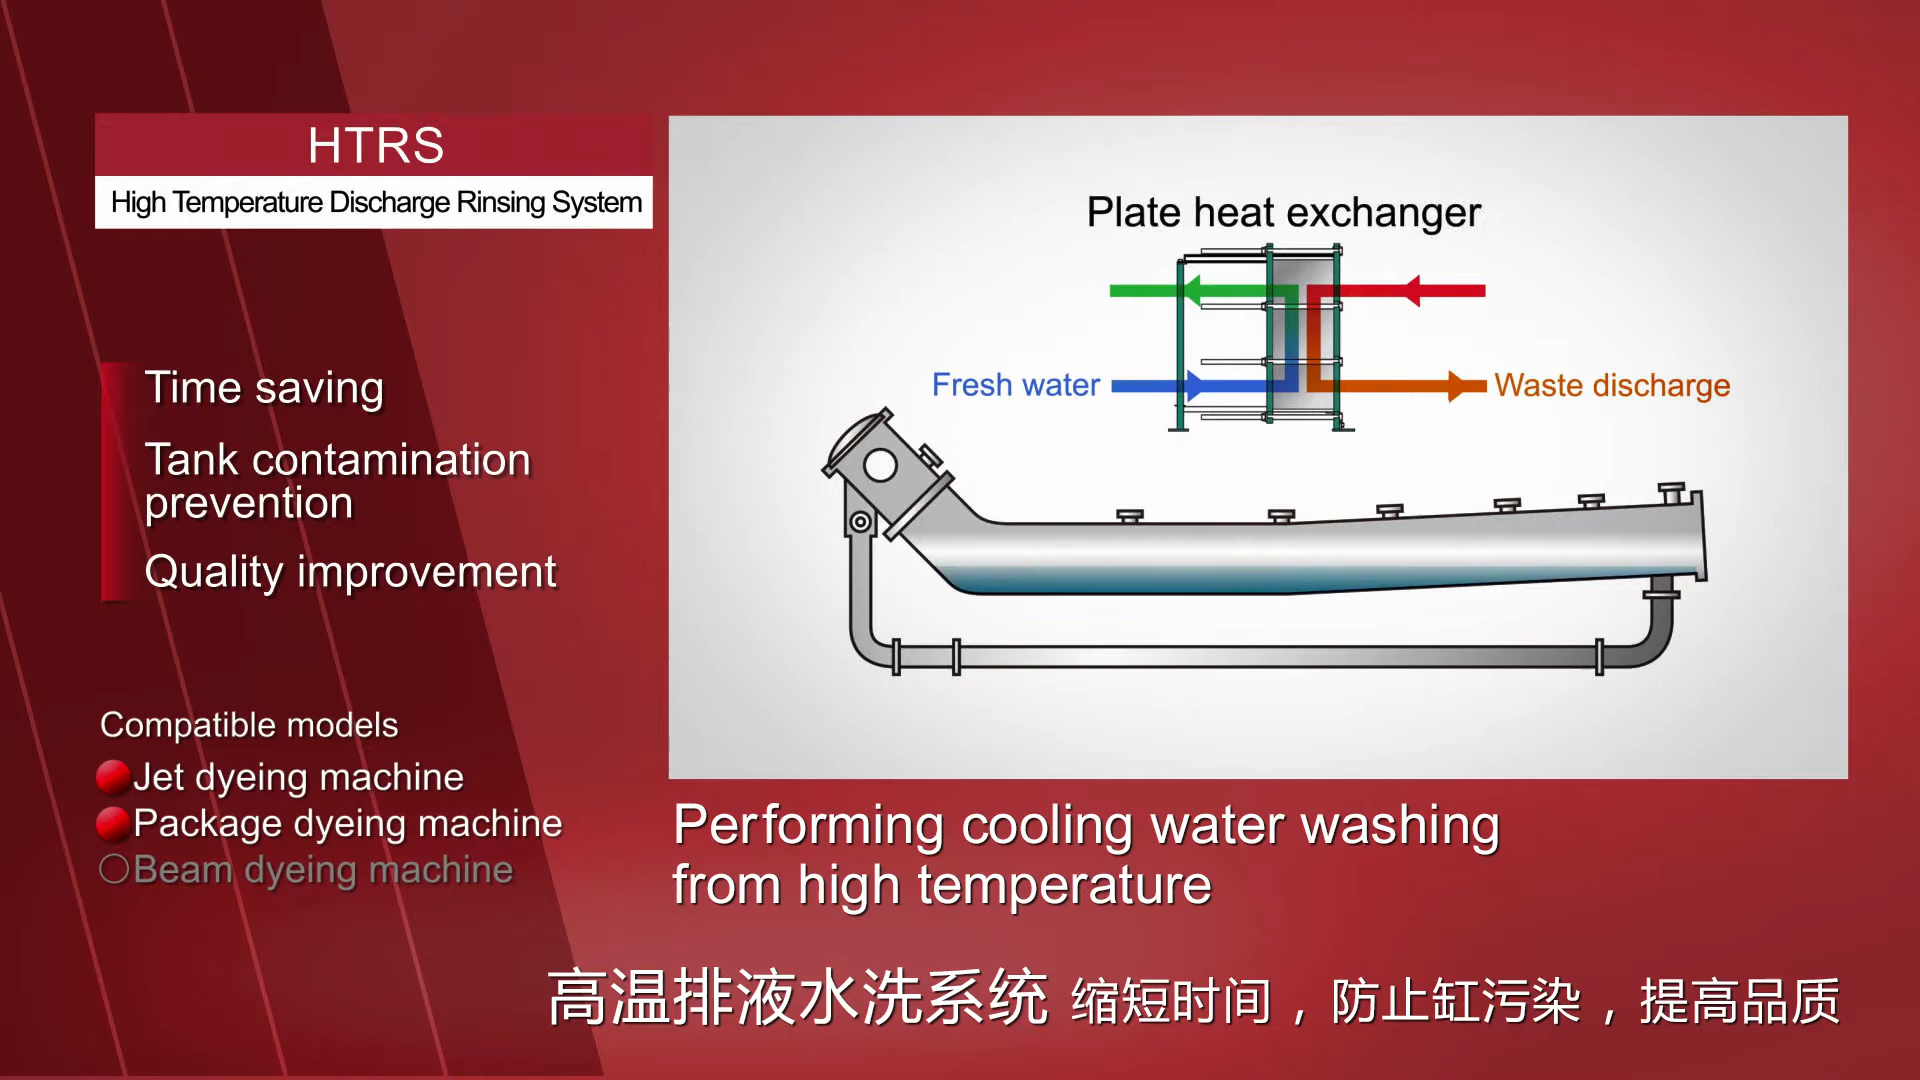 HTRS
High Temperature Discharge Rinsing System
Time saving
Tank contamination
prevention
Quality improvement
Compatible models
Jet dyeing machine
Package dyeing machine
Beam dyeing machine
Plate heat exchanger
Fresh water
Waste discharge
Performing cooling water washing
from high temperature
高温排液水洗系统 缩短时间，防止缸污染，提高品质